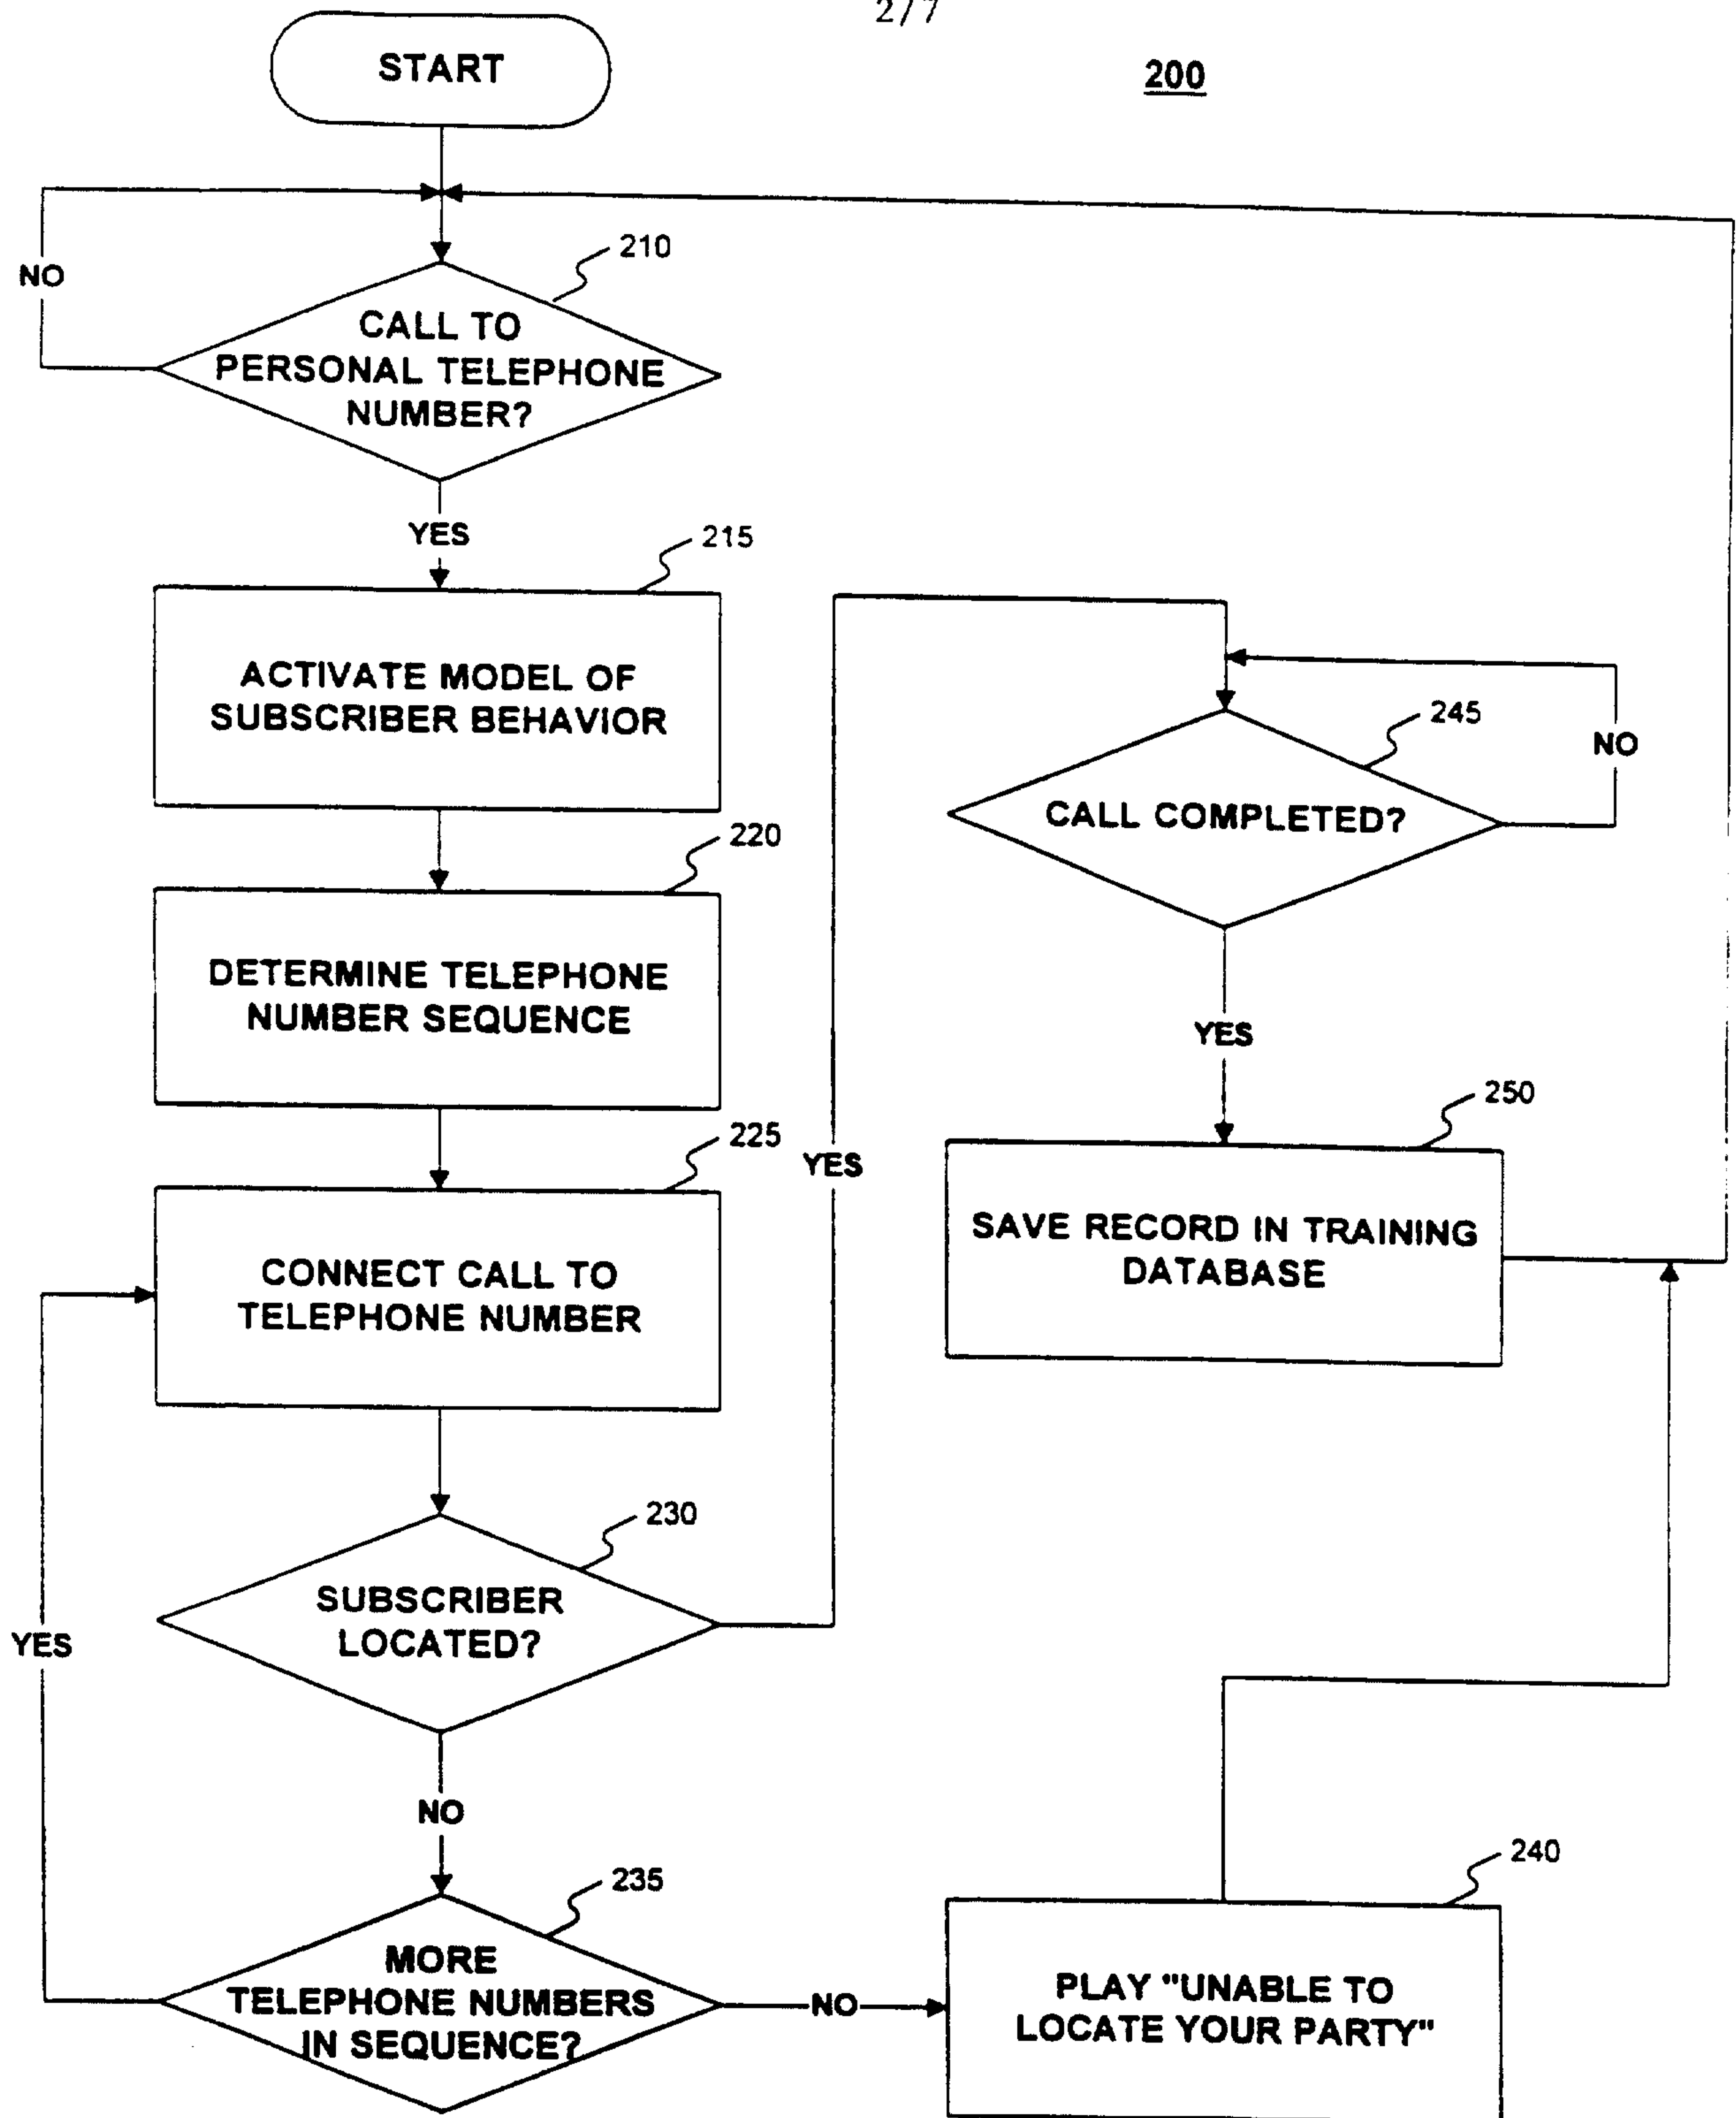 2/7
START
200
NO
210
CALL TO
PERSONAL TELEPHONE
NUMBER?
YES
215
ACTIVATE MODEL OF
SUBSCRIBER BEHAVIOR
220
DETERMINE TELEPHONE
NUMBER SEQUENCE
225
CONNECT CALL TO
TELEPHONE NUMBER
230
SUBSCRIBER
LOCATED?
YES
NO
235
MORE
TELEPHONE NUMBERS
IN SEQUENCE?
YES
NO
240
PLAY "UNABLE TO
LOCATE YOUR PARTY"
245
CALL COMPLETED?
NO
YES
250
SAVE RECORD IN TRAINING
DATABASE